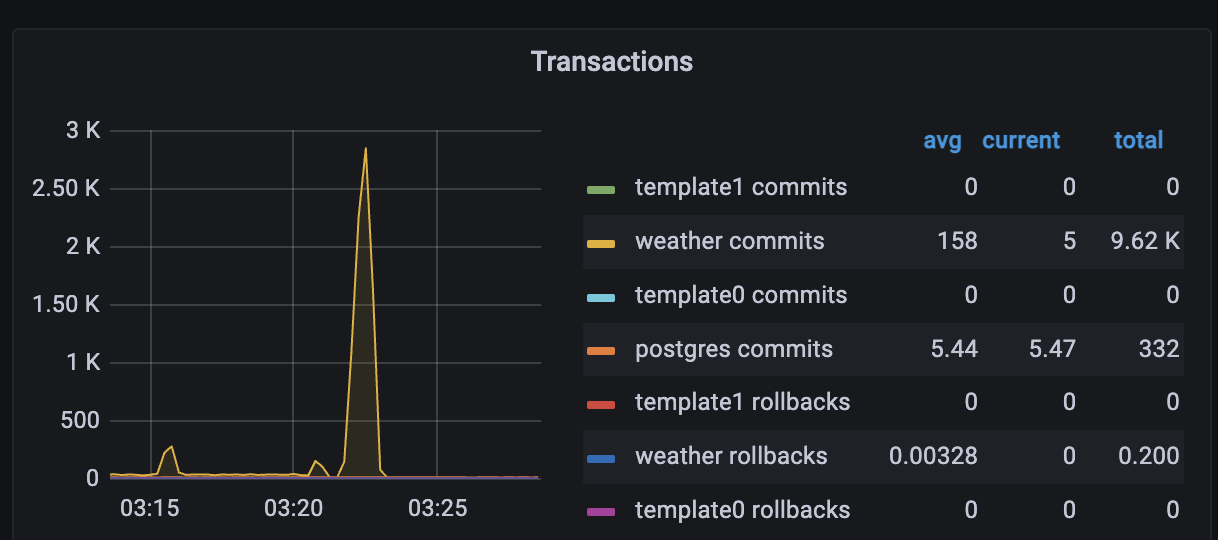 Transactions
3 K
2.50 K
2 K
1.50 K
1 K
500
0
03:15 03:20 03:25
avg current total
template1 commits 0 0 0
weather commits 158 5 9.62 K
template0 commits 0 0 0
postgres commits 5.44 5.47 332
template1 rollbacks 0 0 0
weather rollbacks 0.00328 0 0.200
template0 rollbacks 0 0 0